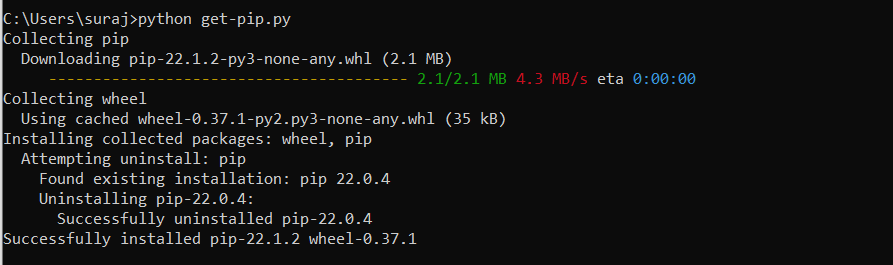 C:\Users\suraj>python get-pip.py
Collecting pip
  Downloading pip-22.1.2-py3-none-any.whl (2.1 MB)
     ---------------------------------------- 2.1/2.1 MB 4.3 MB/s eta 0:00:00
Collecting wheel
  Using cached wheel-0.37.1-py2.py3-none-any.whl (35 kB)
Installing collected packages: wheel, pip
  Attempting uninstall: pip
    Found existing installation: pip 22.0.4
    Uninstalling pip-22.0.4:
      Successfully uninstalled pip-22.0.4
Successfully installed pip-22.1.2 wheel-0.37.1